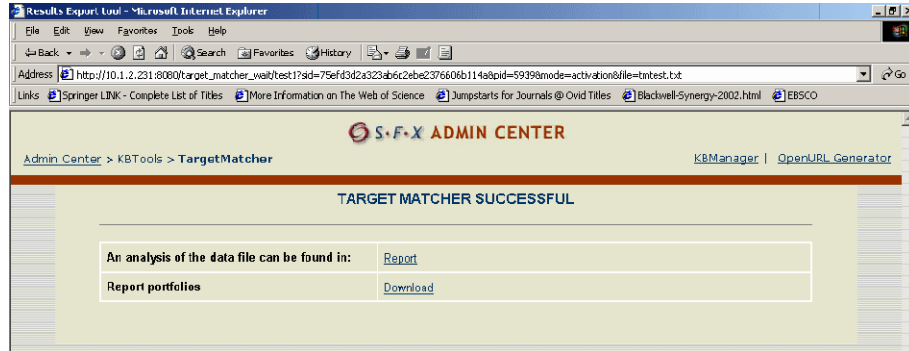 Results Export tool - Microsoft Internet Explorer
File Edit View Favorites Tools Help
Back Search Favorites History
Address http://10.1.2.231:8080/target_matcher_wait/test1?sid=75efd3d2a323ab6c2ebe2376606b114a8&pid=5939&mode=activation&file=tmtest.txt Go
Links Springer LINK - Complete List of Titles More Information on The Web of Science Jumpstarts for Journals @ Ovid Titles Blackwell-Synergy-2002.html EBSCO
S·F·X ADMIN CENTER
Admin Center > KBTools > TargetMatcher KBManager | OpenURL Generator
TARGET MATCHER SUCCESSFUL
An analysis of the data file can be found in: Report
Report portfolios Download